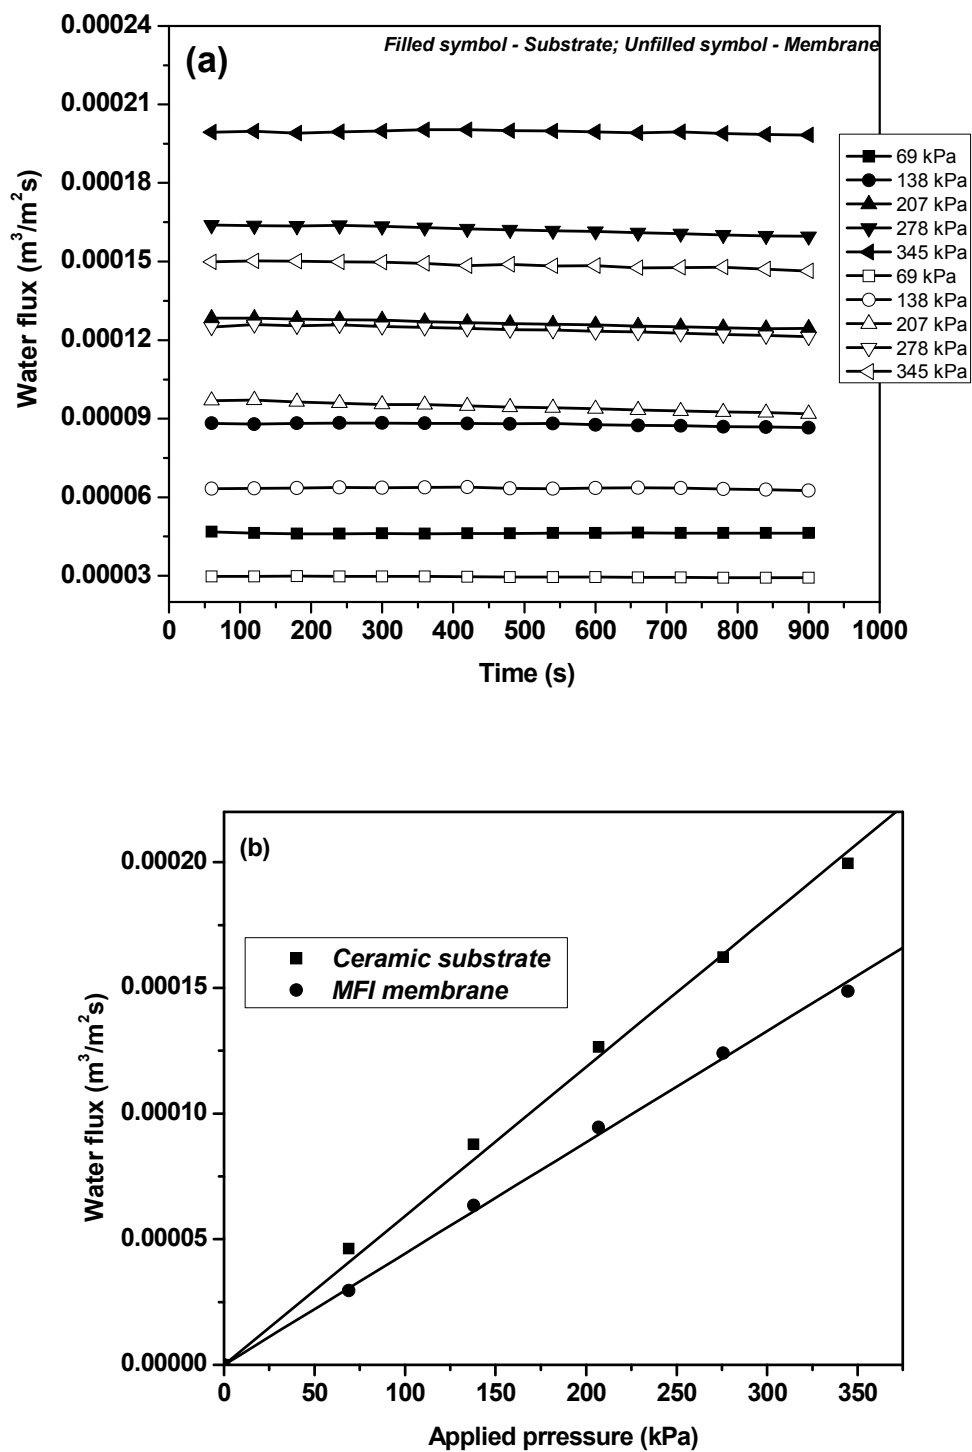 (a)
Filled symbol - Substrate; Unfilled symbol - Membrane
Water flux (m³/m²s)
0.00024
0.00021
0.00018
0.00015
0.00012
0.00009
0.00006
0.00003
69 kPa
138 kPa
207 kPa
278 kPa
345 kPa
69 kPa
138 kPa
207 kPa
278 kPa
345 kPa
0 100 200 300 400 500 600 700 800 900 1000
Time (s)
(b)
Ceramic substrate
MFI membrane
Water flux (m³/m²s)
0.00020
0.00015
0.00010
0.00005
0.00000
0 50 100 150 200 250 300 350
Applied prressure (kPa)